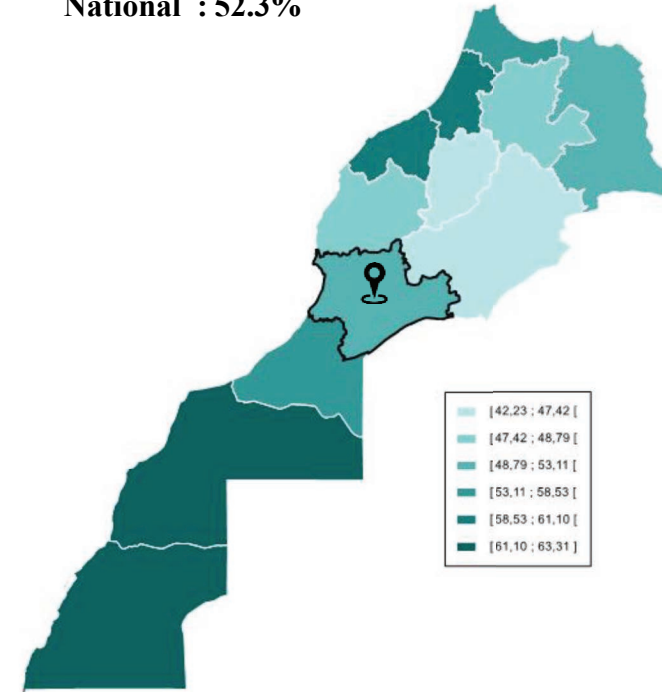 National : 52.3%
[42,23 ; 47,42 [
[47,42 ; 48,79 [
[48,79 ; 53,11 [
[53,11 ; 58,53 [
[58,53 ; 61,10 [
[61,10 ; 63,31 ]